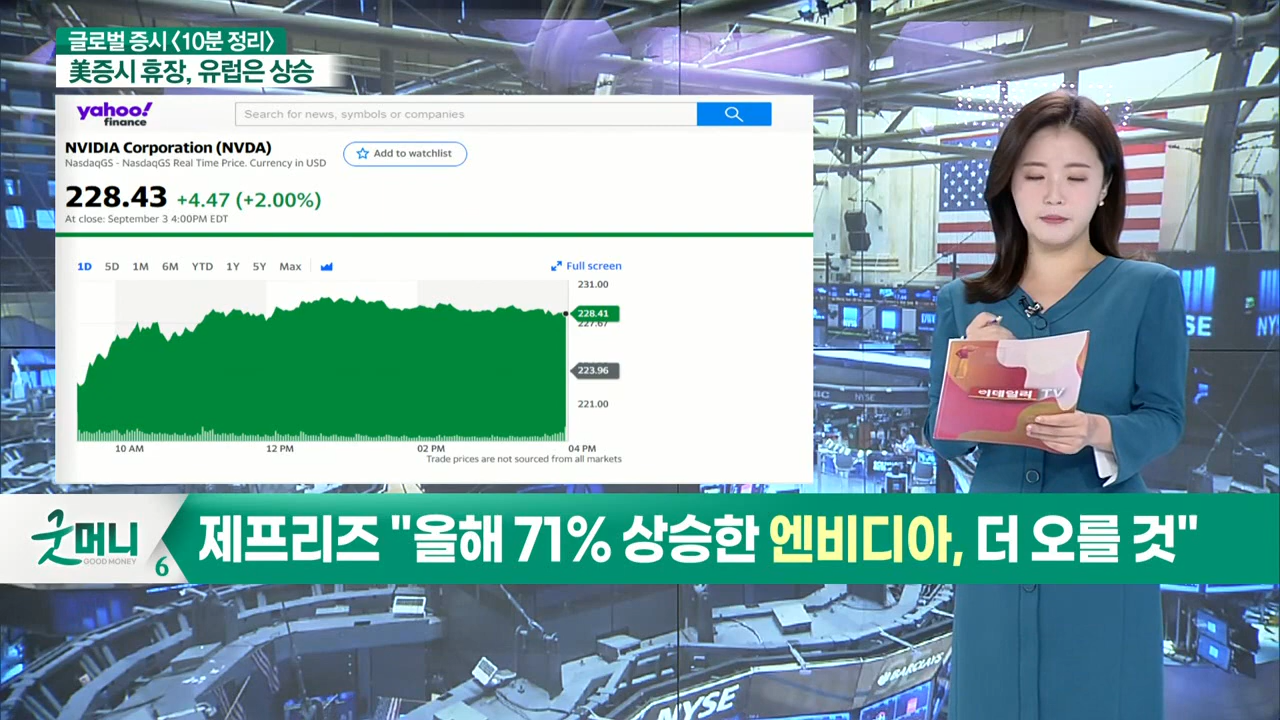 글로벌 증시 <10분 정리>
美증시 휴장, 유럽은 상승
yahoo!
finance
Search for news, symbols or companies
NVIDIA Corporation (NVDA)
NasdaqGS - NasdaqGS Real Time Price. Currency in USD
Add to watchlist
228.43 +4.47 (+2.00%)
At close: September 3 4:00PM EDT
1D 5D 1M 6M YTD 1Y 5Y Max
Full screen
231.00
228.41
227.67
223.96
221.00
10 AM 12 PM 02 PM 04 PM
Trade prices are not sourced from all markets
이데일리 TV
굿머니
GOOD MONEY
6
제프리즈 "올해 71% 상승한 엔비디아, 더 오를 것"
NYSE
BARCLAYS
SE
NY